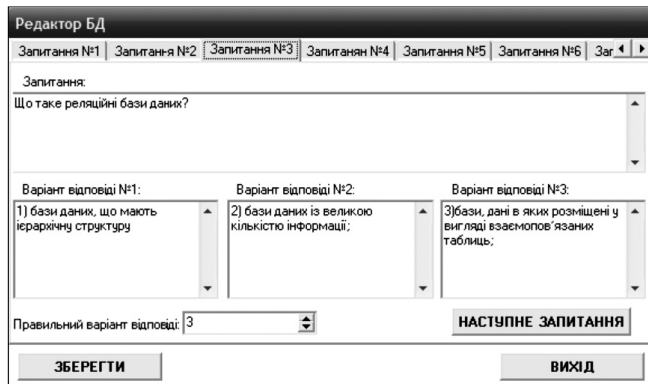 Редактор БД
Запитання №1 Запитання №2 Запитання №3 Запитанян №4 Запитання №5 Запитання №6 Заг
Запитання:
Що таке реляційні бази даних?
Варіант відповіді №1: Варіант відповіді №2: Варіант відповіді №3:
1) бази даних, що мають
ієрархічну структуру
2) бази даних із великою
кількістю інформації;
3)бази, дані в яких розміщені у
вигляді взаємопов'язаних
таблиць;
Правильний варіант відповіді: 3
НАСТУПНЕ ЗАПИТАННЯ
ЗБЕРЕГТИ ВИХІД